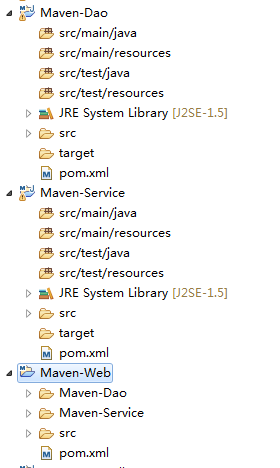 Maven-Dao
src/main/java
src/main/resources
src/test/java
src/test/resources
JRE System Library [J2SE-1.5]
src
target
pom.xml
Maven-Service
src/main/java
src/main/resources
src/test/java
src/test/resources
JRE System Library [J2SE-1.5]
src
target
pom.xml
Maven-Web
Maven-Dao
Maven-Service
src
pom.xml